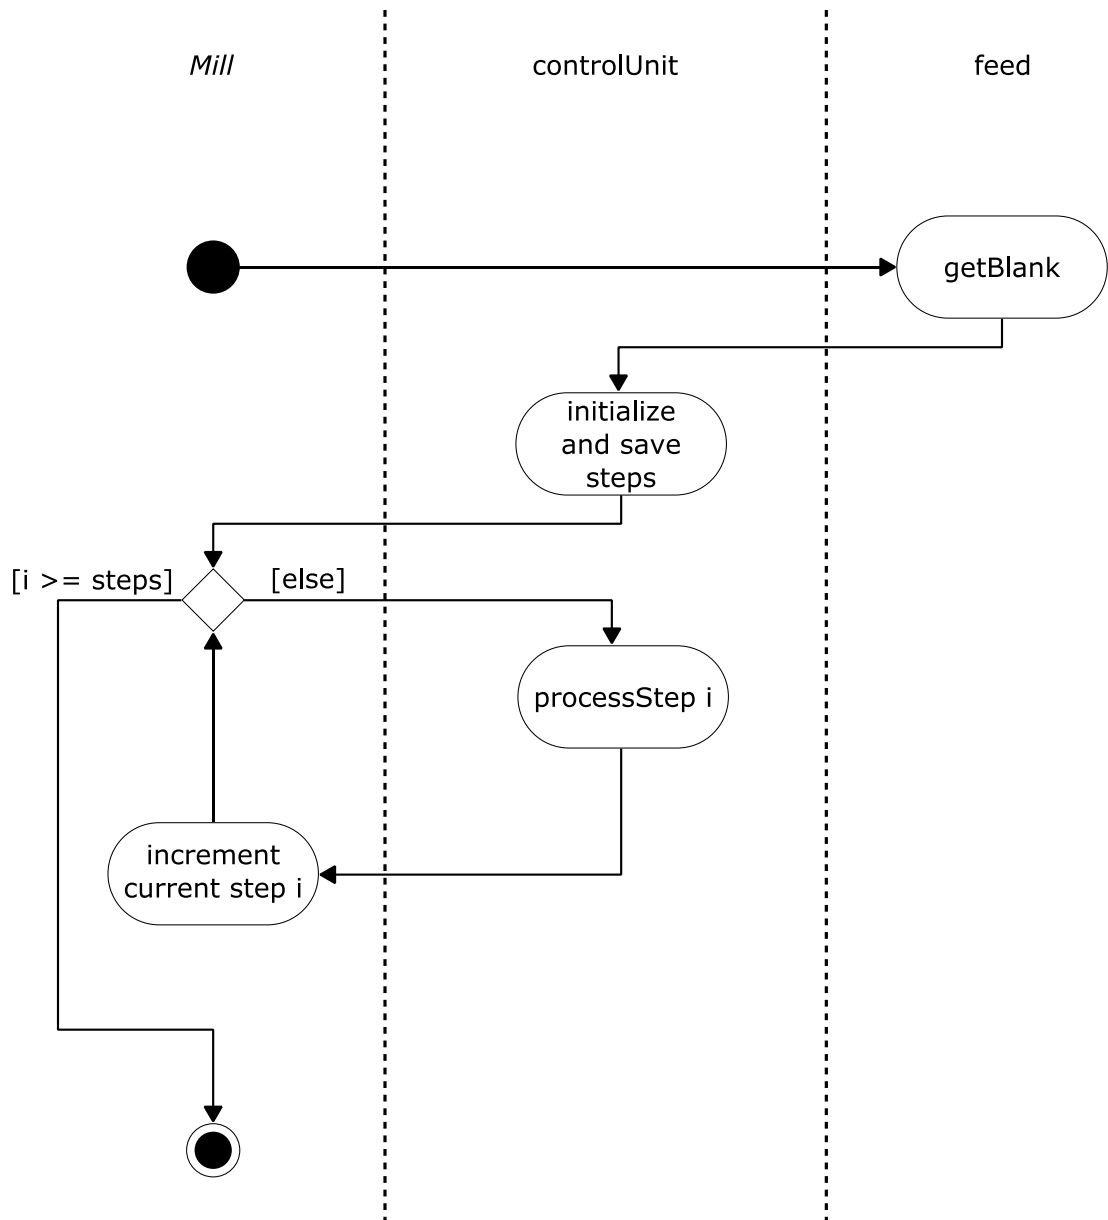 Mill
controlUnit
feed
getBlank
initialize
and save
steps
[i >= steps]
[else]
processStep i
increment
current step i